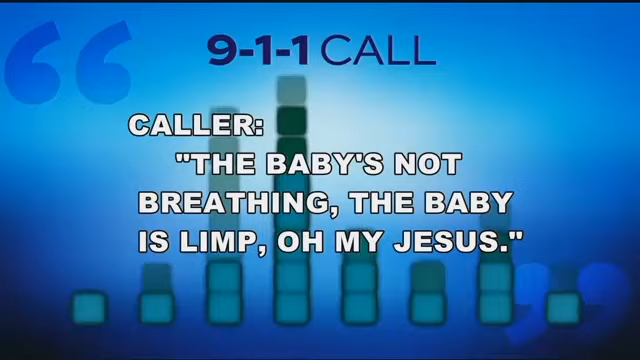 9-1-1 CALL
CALLER:
"THE BABY'S NOT
BREATHING, THE BABY
IS LIMP, OH MY JESUS."